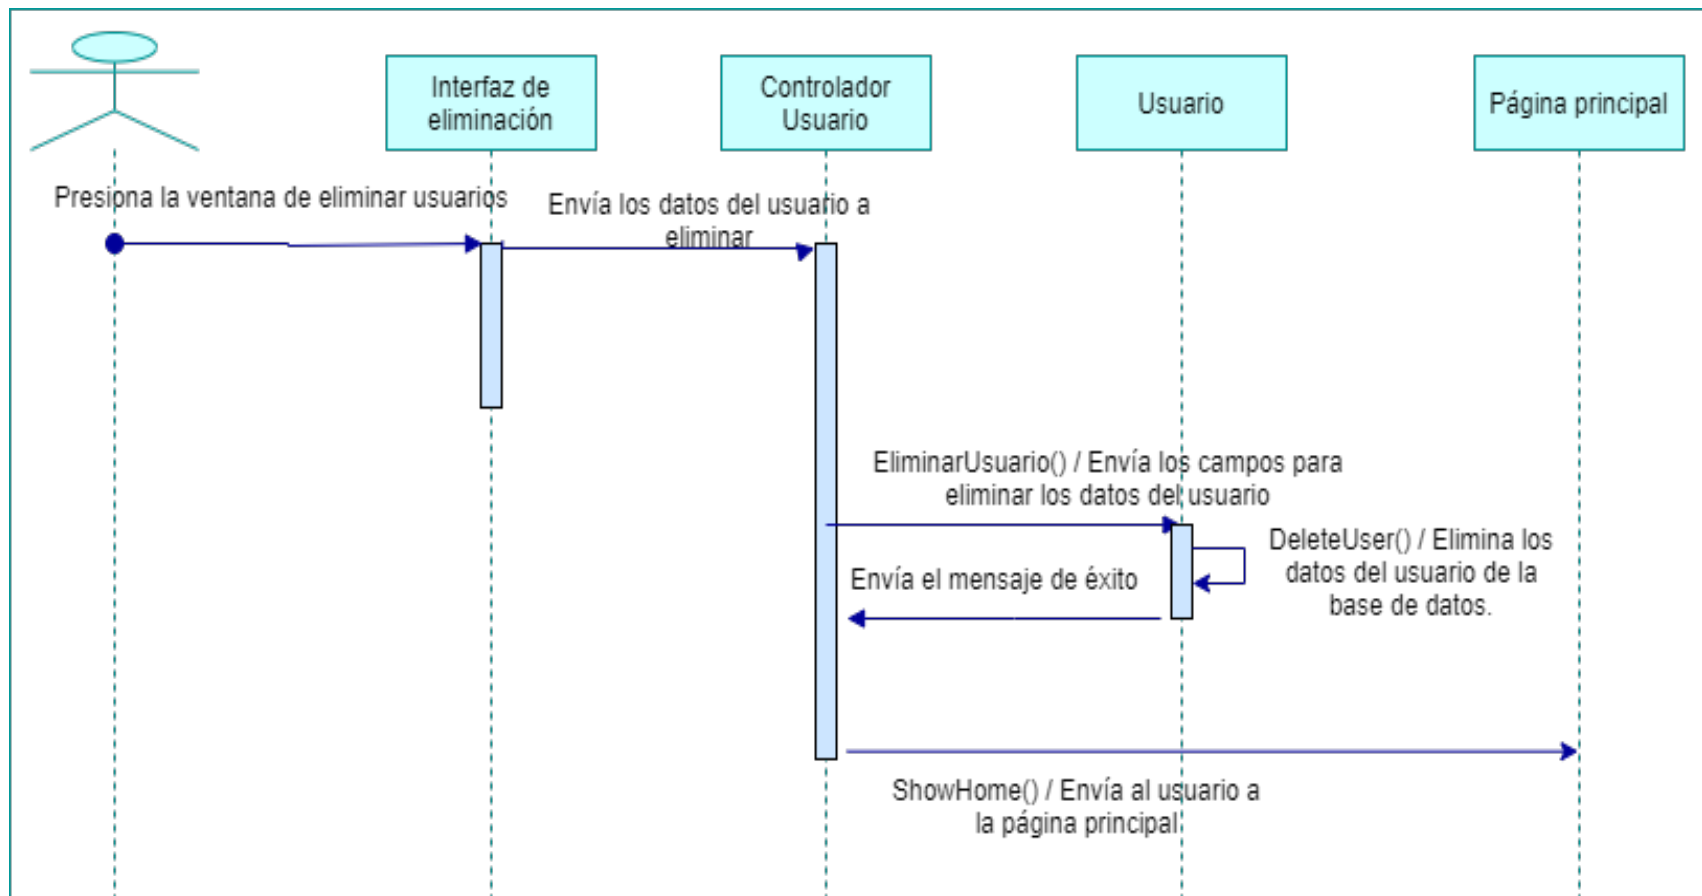 Interfaz de
eliminación
Controlador
Usuario
Usuario
Página principal
Presiona la ventana de eliminar usuarios
Envía los datos del usuario a
eliminar
EliminarUsuario() / Envía los campos para
eliminar los datos del usuario
DeleteUser() / Elimina los
datos del usuario de la
base de datos.
Envía el mensaje de éxito
ShowHome() / Envía al usuario a
la página principal